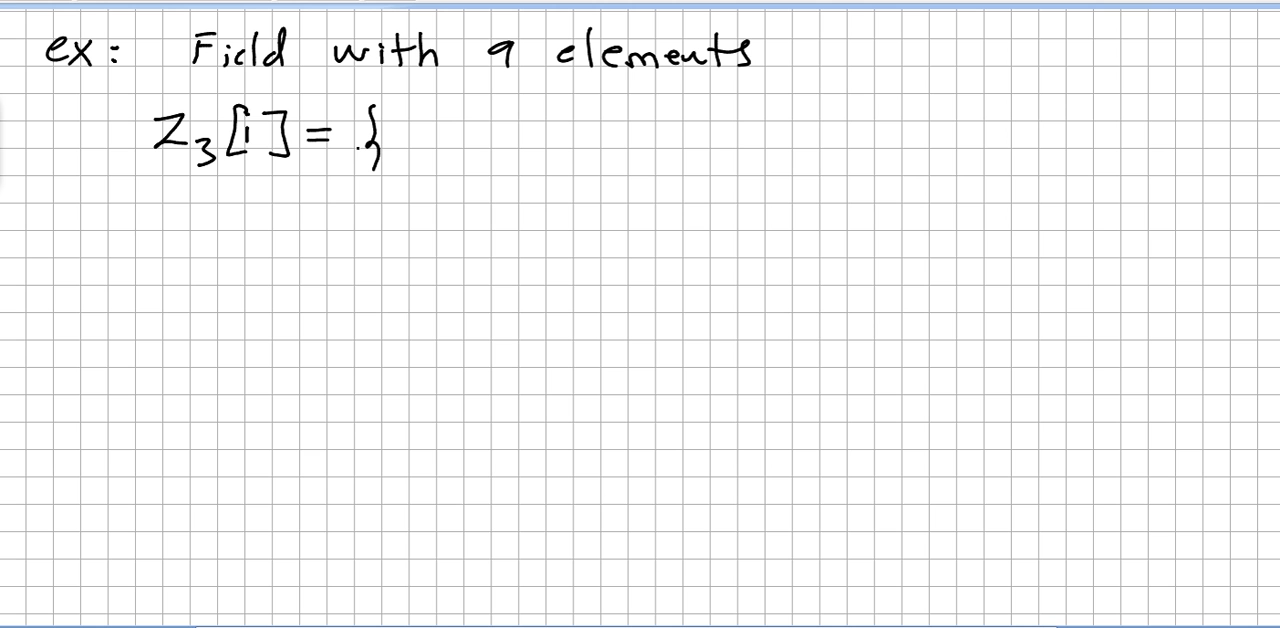 ex: Field with 9 elements
Z₃[i] = {